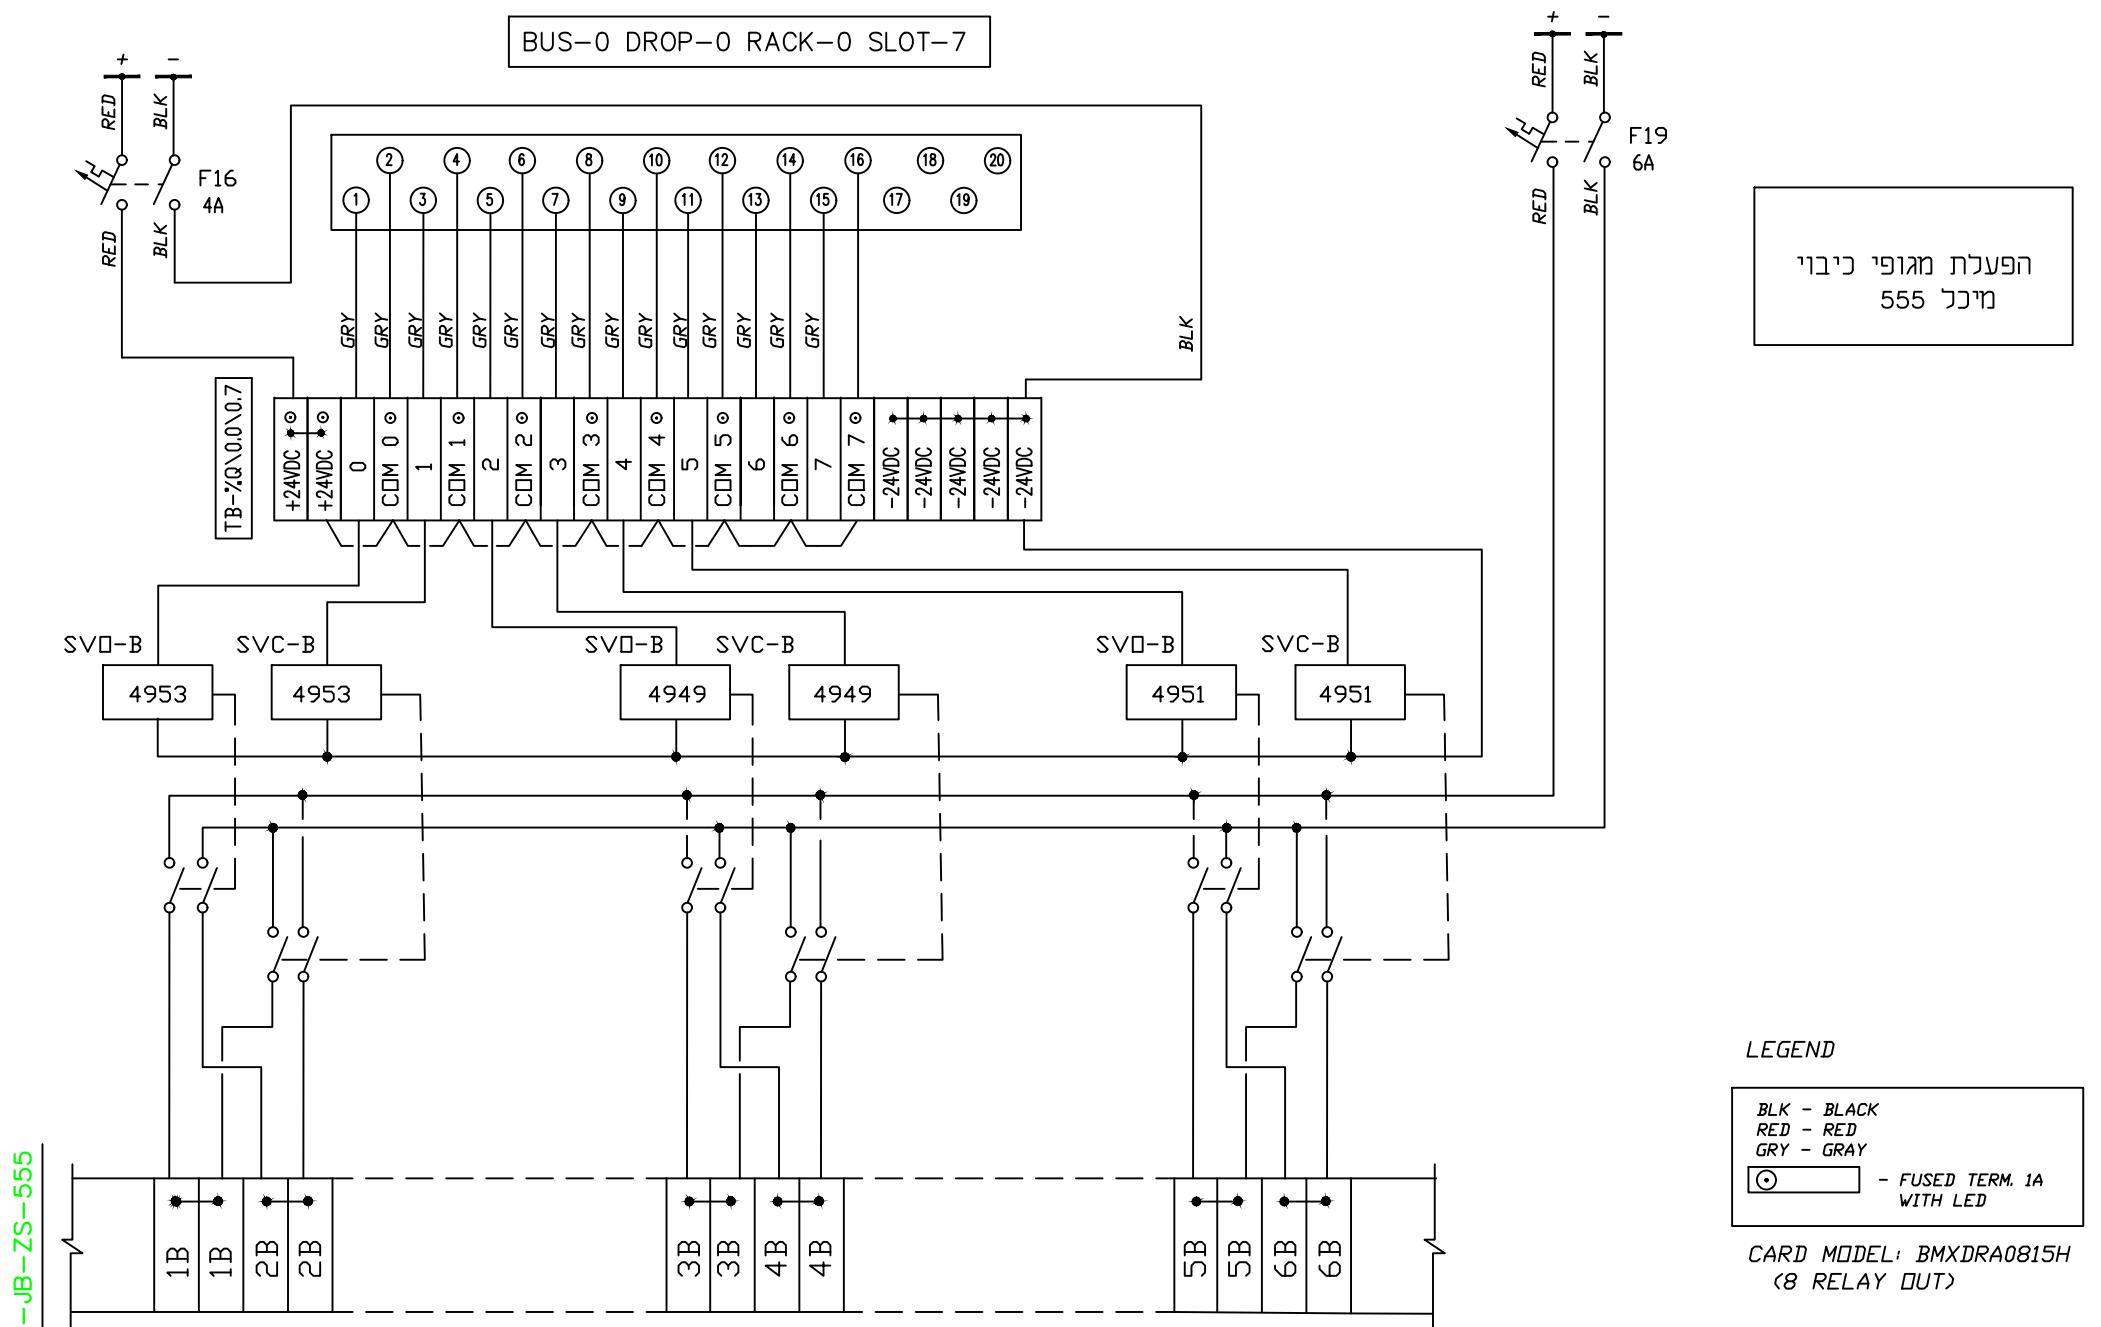 BUS-0 DROP-0 RACK-0 SLOT-7
+ -
RED BLK
F16
4A
RED BLK
+ -
RED BLK
F19
6A
RED BLK
2 4 6 8 10 12 14 16 18 20
1 3 5 7 9 11 13 15 17 19
GRY GRY GRY GRY GRY GRY GRY GRY GRY GRY GRY GRY GRY GRY GRY
BLK
הפעלת מגופי כיבוי
מיכל 555
TB-%Q\0.0\0.7
+24VDC +24VDC 0 COM 0 1 COM 1 2 COM 2 3 COM 3 4 COM 4 5 COM 5 6 COM 6 7 COM 7 -24VDC -24VDC -24VDC -24VDC -24VDC
SVO-B SVC-B SVO-B SVC-B SVO-B SVC-B
4953 4953 4949 4949 4951 4951
-JB-ZS-555
1B 1B 2B 2B 3B 3B 4B 4B 5B 5B 6B 6B
LEGEND
BLK - BLACK
RED - RED
GRY - GRAY
- FUSED TERM. 1A
WITH LED
CARD MODEL: BMXDRA0815H
(8 RELAY OUT)